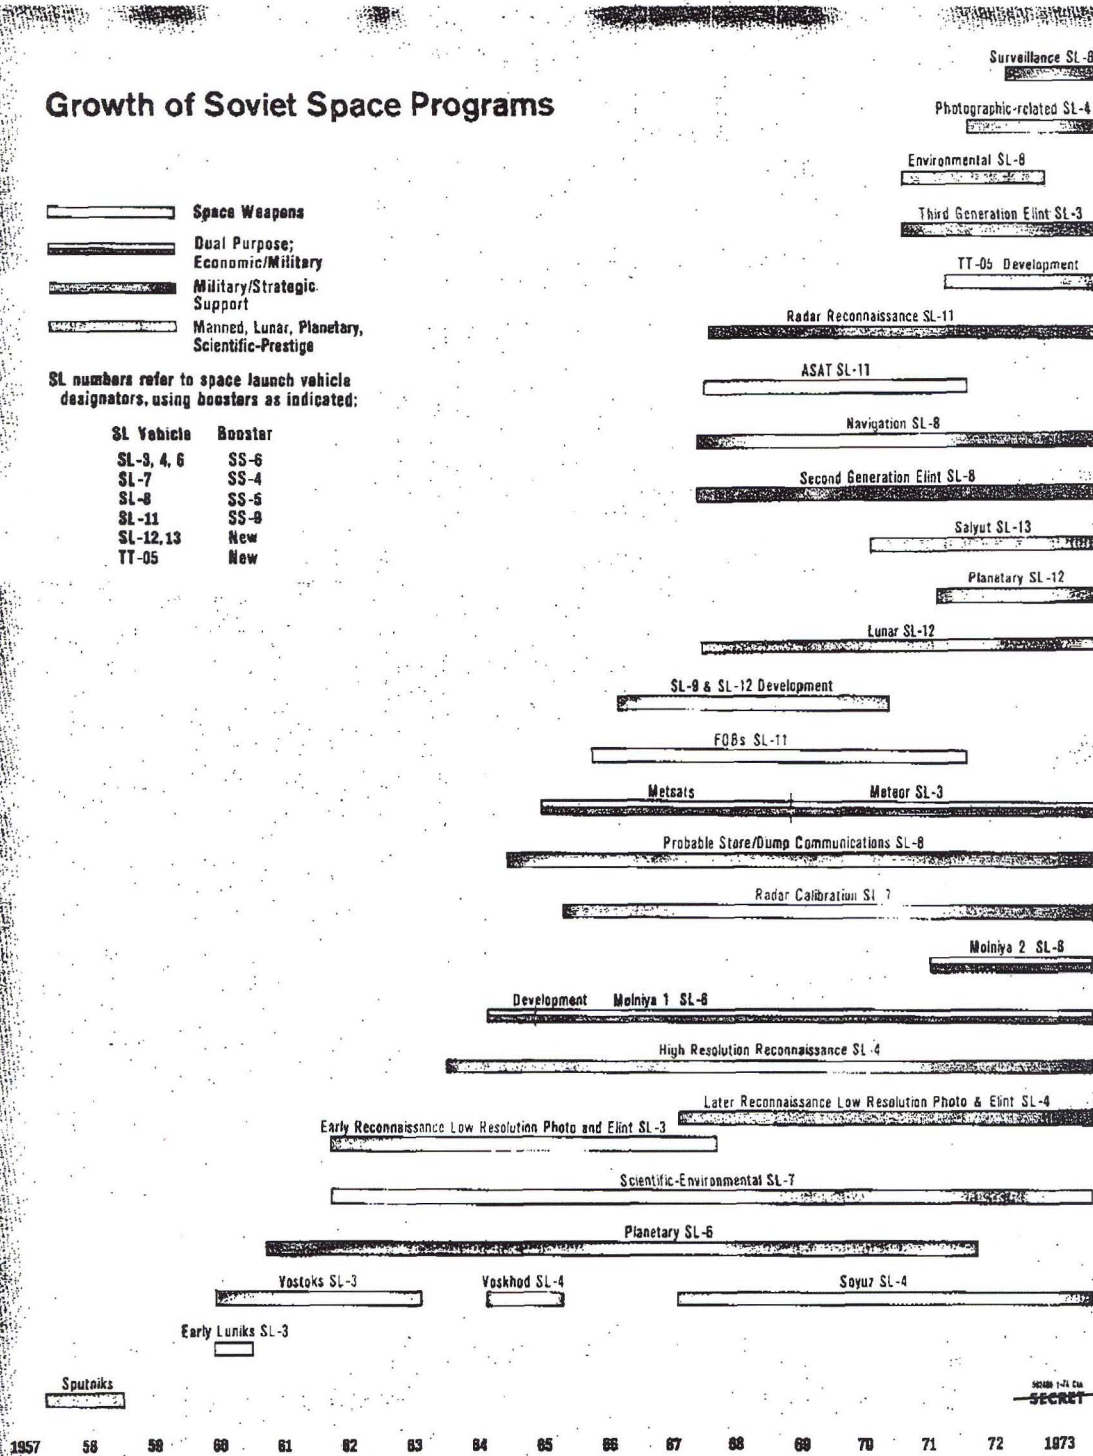 Surveillance SL-8
Growth of Soviet Space Programs
Photographic-related SL-4
Environmental SL-8
Space Weapons
Third Generation Elint SL-3
Dual Purpose;
Economic/Military
TT-05 Development
Military/Strategic
Support
Radar Reconnaissance SL-11
Manned, Lunar, Planetary,
Scientific-Prestige
ASAT SL-11
SL numbers refer to space launch vehicle
designators, using boosters as indicated:
Navigation SL-8
SL Vehicle Booster
SL-3, 4, 6 SS-6
SL-7 SS-4
SL-8 SS-5
SL-11 SS-9
SL-12, 13 New
TT-05 New
Second Generation Elint SL-8
Salyut SL-13
Planetary SL-12
Lunar SL-12
SL-9 & SL-12 Development
FOBs SL-11
Metsats Meteor SL-3
Probable Store/Dump Communications SL-8
Radar Calibration SL 7
Molniya 2 SL-6
Development Molniya 1 SL-6
High Resolution Reconnaissance SL-4
Later Reconnaissance Low Resolution Photo & Elint SL-4
Early Reconnaissance Low Resolution Photo and Elint SL-3
Scientific-Environmental SL-7
Planetary SL-6
Vostoks SL-3 Voskhod SL-4 Soyuz SL-4
Early Luniks SL-3
Sputniks
SECRET
1957 58 59 60 61 62 63 64 65 66 67 68 69 70 71 72 1973